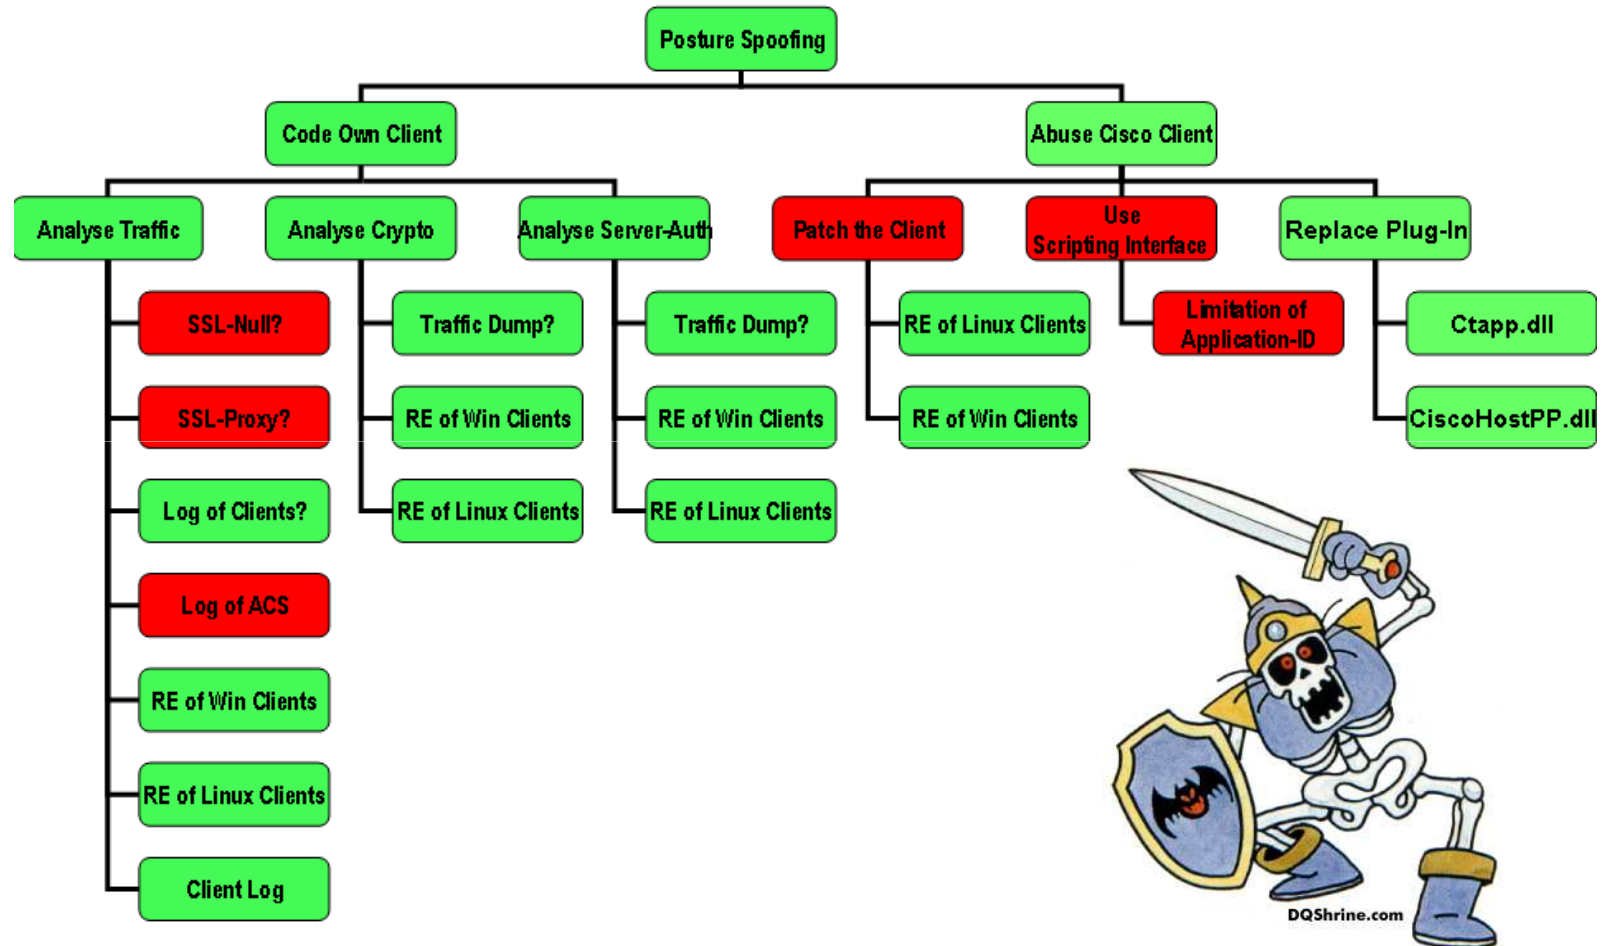 Posture Spoofing
Code Own Client
Abuse Cisco Client
Analyse Traffic
Analyse Crypto
Analyse Server-Auth
Patch the Client
Use
Scripting Interface
Replace Plug-In
SSL-Null?
Traffic Dump?
Traffic Dump?
RE of Linux Clients
Limitation of
Application-ID
Ctapp.dll
SSL-Proxy?
RE of Win Clients
RE of Win Clients
RE of Win Clients
CiscoHostPP.dll
Log of Clients?
RE of Linux Clients
RE of Linux Clients
Log of ACS
RE of Win Clients
RE of Linux Clients
Client Log
DQShrine.com